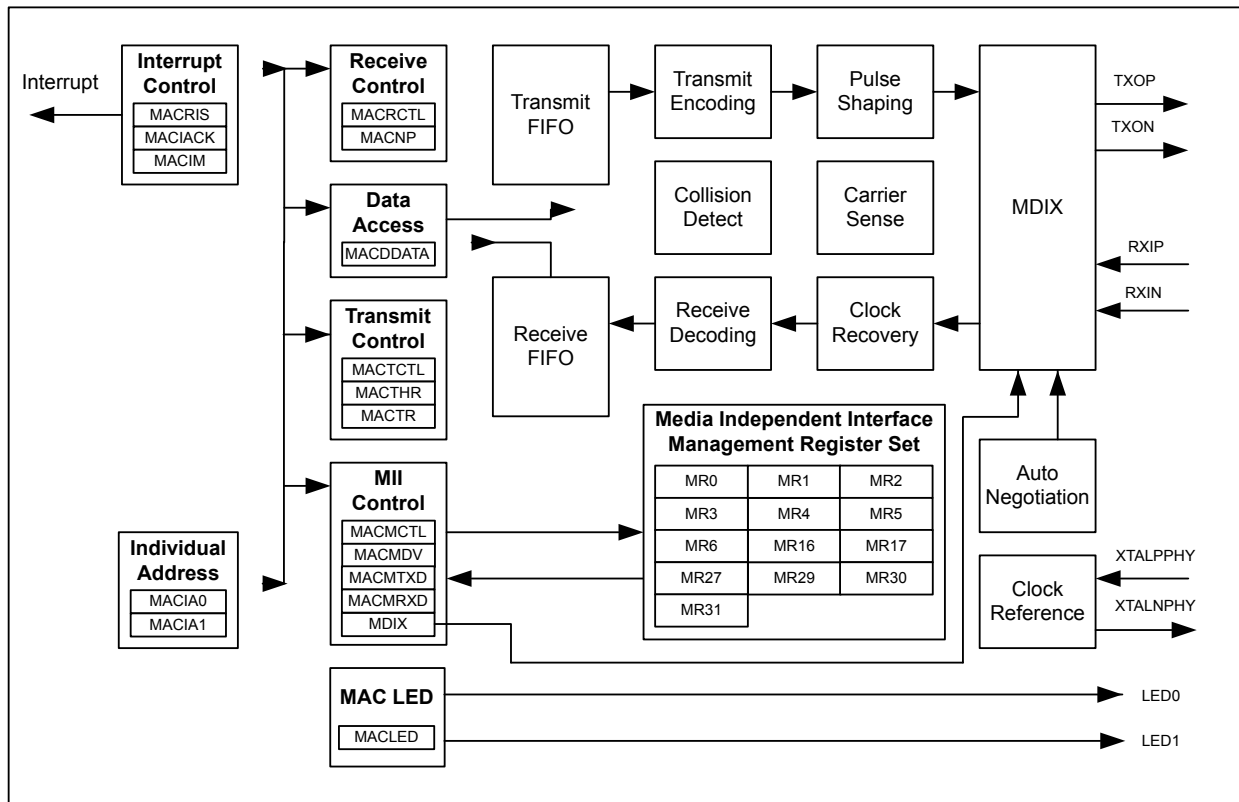 Interrupt
Interrupt
Control
MACRIS
MACIACK
MACIM
Receive
Control
MACRCTL
MACNP
Data
Access
MACDDATA
Transmit
Control
MACTCTL
MACTHR
MACTR
MII
Control
MACMCTL
MACMDV
MACMTXD
MACMRXD
MDIX
Individual
Address
MACIA0
MACIA1
MAC LED
MACLED
Transmit
FIFO
Transmit
Encoding
Pulse
Shaping
Collision
Detect
Carrier
Sense
Receive
FIFO
Receive
Decoding
Clock
Recovery
MDIX
TXOP
TXON
RXIP
RXIN
Media Independent Interface
Management Register Set
MR0 MR1 MR2
MR3 MR4 MR5
MR6 MR16 MR17
MR27 MR29 MR30
MR31
Auto
Negotiation
Clock
Reference
XTALPPHY
XTALNPHY
LED0
LED1